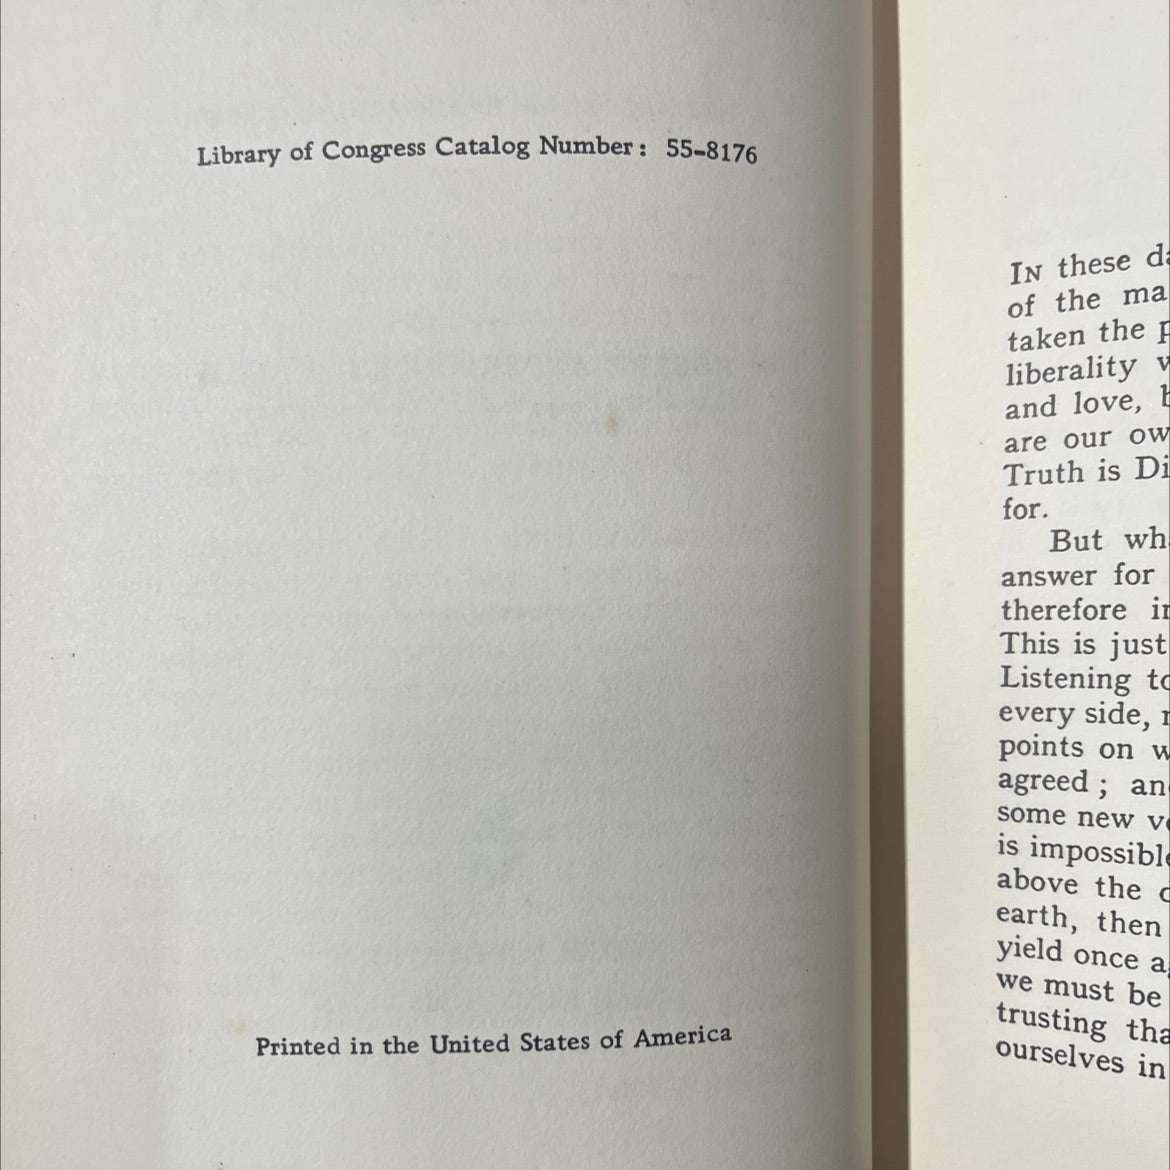 Library of Congress Catalog Number: 55-8176
Printed in the United States of America
IN these
of the
taken the
liberality
and love,
are our
Truth is
for.
But
answer for
therefore
This is just
Listening
every side,
points on
agreed;
some new
is
above the
earth, then
yield once
we must be
trusting
ourselves in